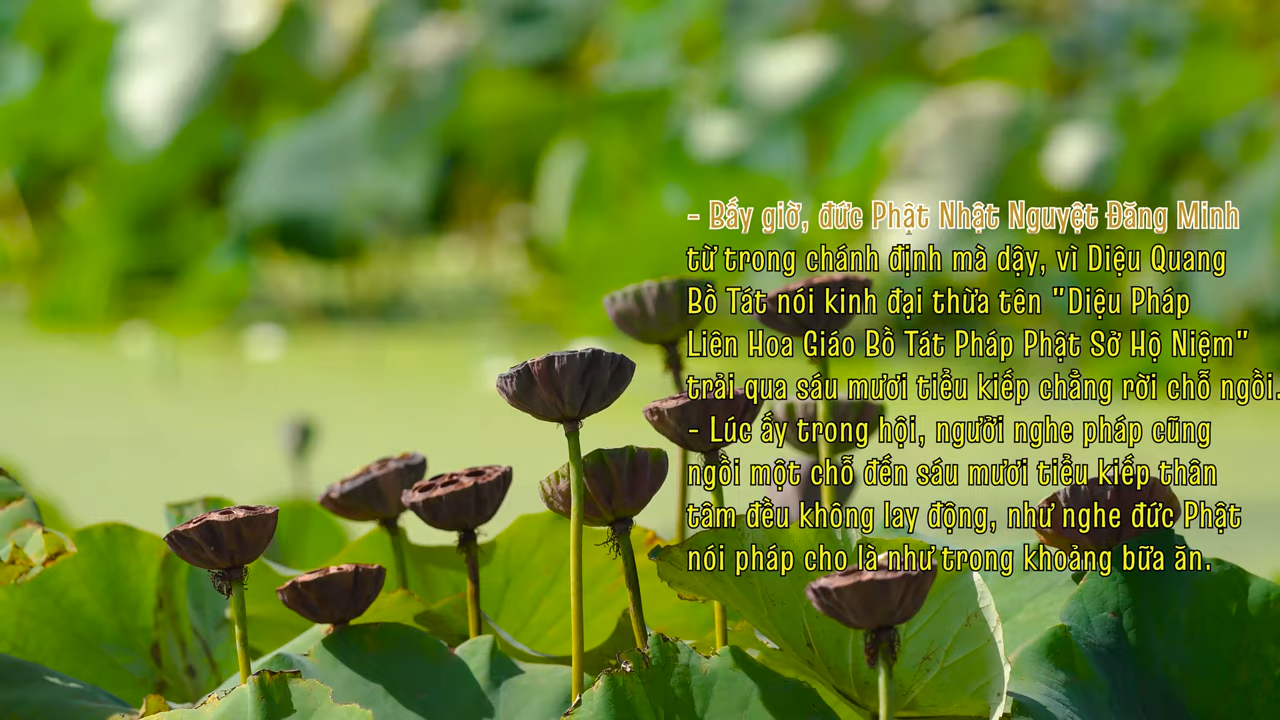 - Bấy giờ, đức Phật Nhật Nguyệt Đăng Minh
từ trong chánh định mà dậy, vì Diệu Quang
Bồ Tát nói kinh đại thừa tên "Diệu Pháp
Liên Hoa Giáo Bồ Tát Pháp Phật Sở Hộ Niệm"
trải qua sáu mươi tiểu kiếp chẳng rời chỗ ngồi.
- Lúc ấy trong hội, người nghe pháp cũng
ngồi một chỗ đến sáu mươi tiểu kiếp thân
tâm đều không lay động, như nghe đức Phật
nói pháp cho là như trong khoảng bữa ăn.